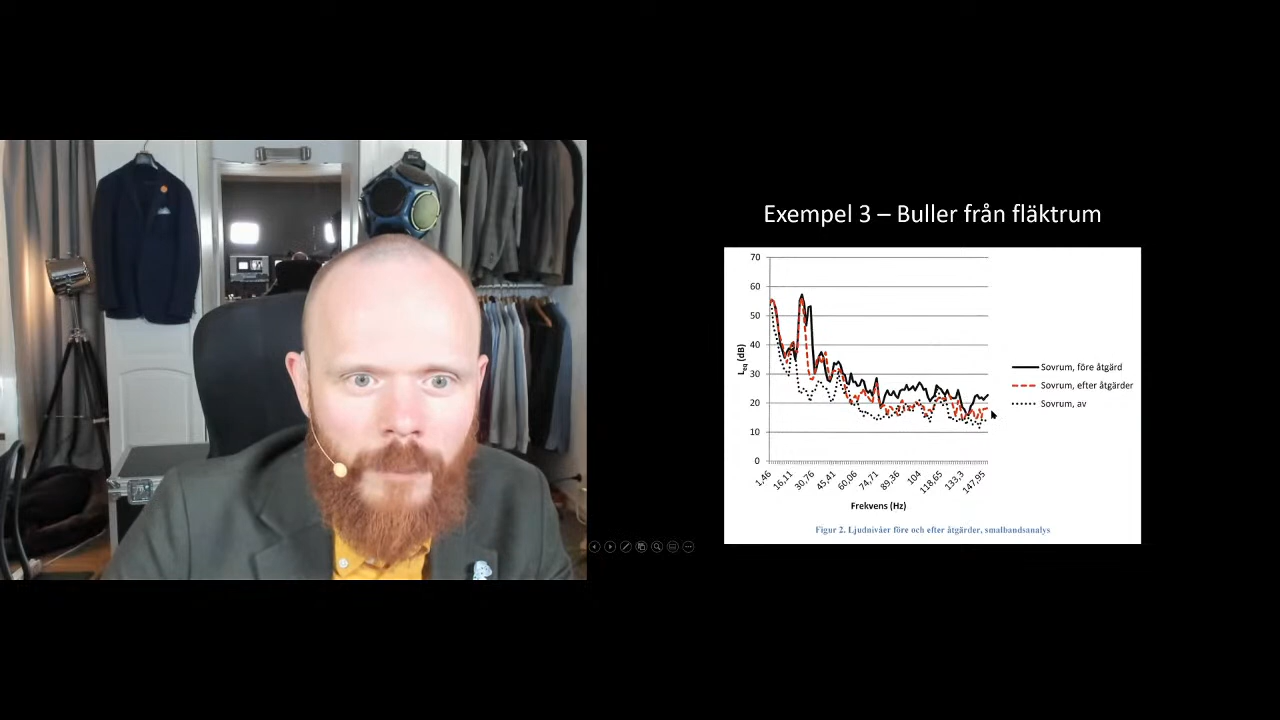 Exempel 3 – Buller från fläktrum
70
60
50
40
30
20
10
0
Leq (dB)
1,46
16,11
30,76
45,41
60,06
74,71
89,36
104
118,65
133,3
147,95
Frekvens (Hz)
Sovrum, före åtgärd
Sovrum, efter åtgärder
Sovrum, av
Figur 2. Ljudnivåer före och efter åtgärder, smalbandsanalys